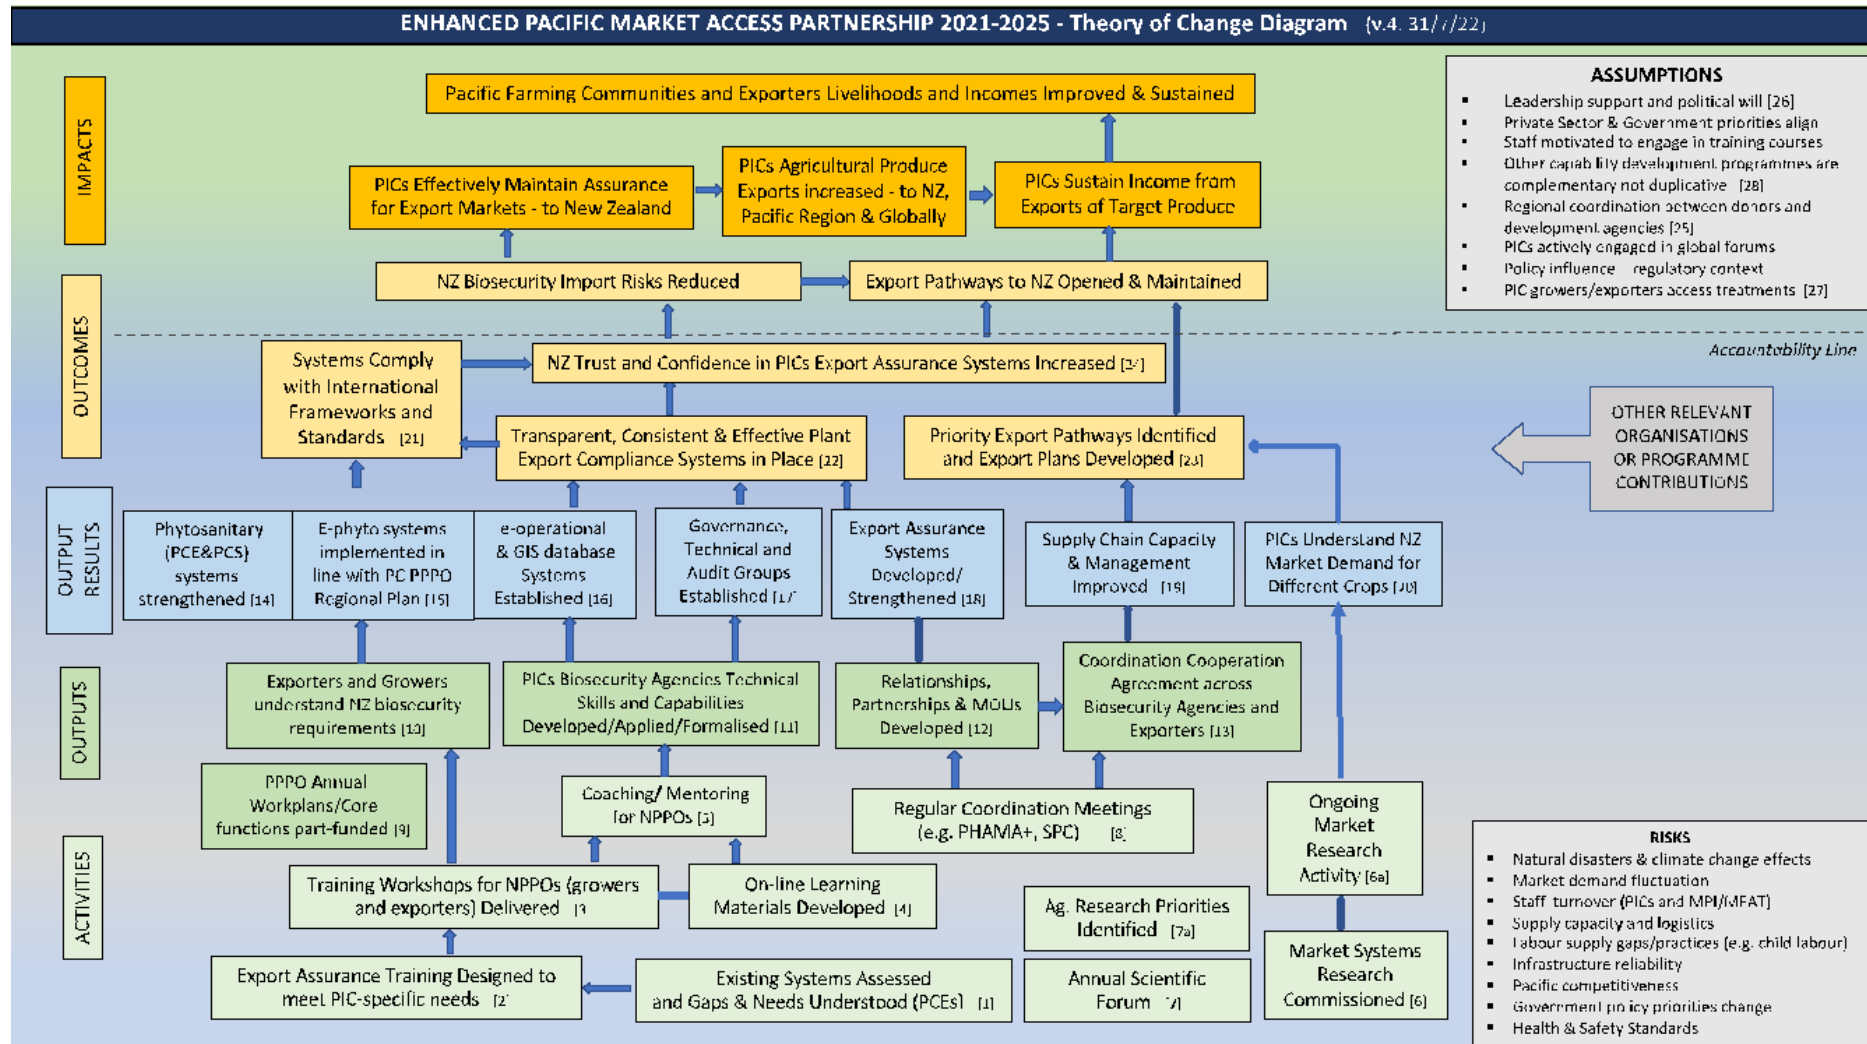 ENHANCED PACIFIC MARKET ACCESS PARTNERSHIP 2021-2025 - Theory of Change Diagram (v.4. 31/7/22)
IMPACTS
Pacific Farming Communities and Exporters Livelihoods and Incomes Improved & Sustained
PICs Effectively Maintain Assurance
for Export Markets - to New Zealand
PICs Agricultural Produce
Exports increased - to NZ,
Pacific Region & Globally
PICs Sustain Income from
Exports of Target Produce
ASSUMPTIONS
▪ Leadership support and political will [26]
▪ Private Sector & Government priorities align
▪ Staff motivated to engage in training courses
▪ Other capability development programmes are
complementary not duplicative [28]
▪ Regional coordination between donors and
development agencies [25]
▪ PICs actively engaged in global forums
▪ Policy influence regulatory context
▪ PIC growers/exporters access treatments [27]
OUTCOMES
NZ Biosecurity Import Risks Reduced
Export Pathways to NZ Opened & Maintained
Accountability Line
Systems Comply
with International
Frameworks and
Standards [21]
NZ Trust and Confidence in PICs Export Assurance Systems Increased
Transparent, Consistent & Effective Plant
Export Compliance Systems in Place [22]
Priority Export Pathways Identified
and Export Plans Developed [23]
OTHER RELEVANT
ORGANISATIONS
OR PROGRAMME
CONTRIBUTIONS
OUTPUT
RESULTS
Phytosanitary
(PCE&PCS)
systems
strengthened [14]
E-phyto systems
implemented in
line with PC PPPO
Regional Plan [15]
e-operational
& GIS database
Systems
Established [16]
Governance,
Technical and
Audit Groups
Established [17]
Export Assurance
Systems
Developed/
Strengthened [18]
Supply Chain Capacity
& Management
Improved [19]
PICs Understand NZ
Market Demand for
Different Crops [20]
OUTPUTS
Exporters and Growers
understand NZ biosecurity
requirements [10]
PICs Biosecurity Agencies Technical
Skills and Capabilities
Developed/Applied/Formalised [11]
Relationships,
Partnerships & MOUs
Developed [12]
Coordination Cooperation
Agreement across
Biosecurity Agencies and
Exporters [13]
PPPO Annual
Workplans/Core
functions part-funded [9]
ACTIVITIES
Coaching/ Mentoring
for NPPOs [5]
Regular Coordination Meetings
(e.g. PHAMA+, SPC) [8]
Ongoing
Market
Research
Activity [6a]
Training Workshops for NPPOs (growers
and exporters) Delivered [3
On-line Learning
Materials Developed [4]
Ag. Research Priorities
Identified [7a]
Export Assurance Training Designed to
meet PIC-specific needs [2]
Existing Systems Assessed
and Gaps & Needs Understood (PCEs) [1]
Annual Scientific
Forum [7]
Market Systems
Research
Commissioned [6]
RISKS
▪ Natural disasters & climate change effects
▪ Market demand fluctuation
▪ Staff turnover (PICs and MPI/MFAT)
▪ Supply capacity and logistics
▪ Labour supply gaps/practices (e.g. child labour)
▪ Infrastructure reliability
▪ Pacific competitiveness
▪ Government policy priorities change
▪ Health & Safety Standards